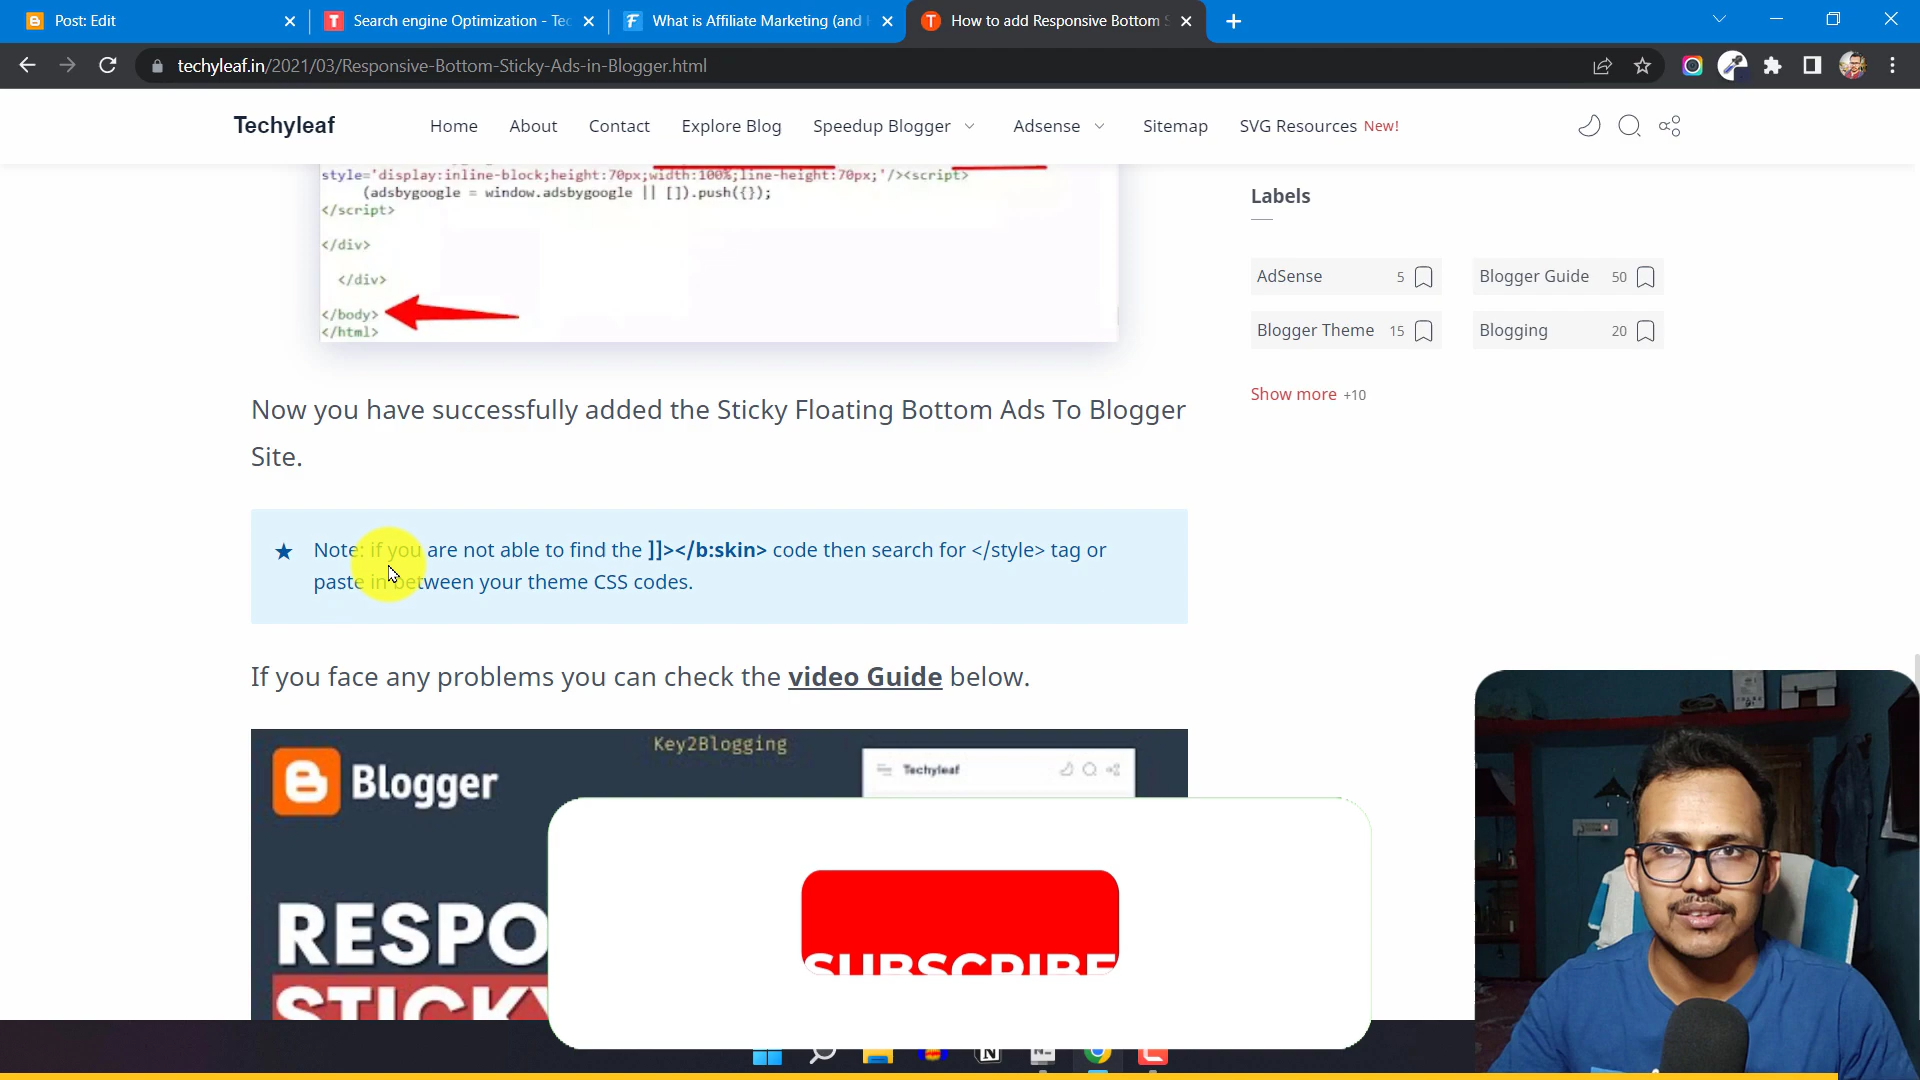 Post: Edit
Search engine Optimization - Tec
What is Affiliate Marketing (and H
How to add Responsive Bottom S
techyleaf.in/2021/03/Responsive-Bottom-Sticky-Ads-in-Blogger.html
Techyleaf
Home
About
Contact
Explore Blog
Speedup Blogger
Adsense
Sitemap
SVG Resources New!
style='display:inline-block;height:70px;width:100%;line-height:70px;'/><script>
(adsbygoogle = window.adsbygoogle || []).push({});
</script>
</div>
</div>
</body>
</html>
Labels
AdSense 5
Blogger Guide 50
Blogger Theme 15
Blogging 20
Show more +10
Now you have successfully added the Sticky Floating Bottom Ads To Blogger
Site.
Note: if you are not able to find the ]]></b:skin> code then search for </style> tag or
paste in between your theme CSS codes.
If you face any problems you can check the video Guide below.
Key2Blogging
Blogger
Techyleaf
RESPO
STICKY
SUBSCRIBE